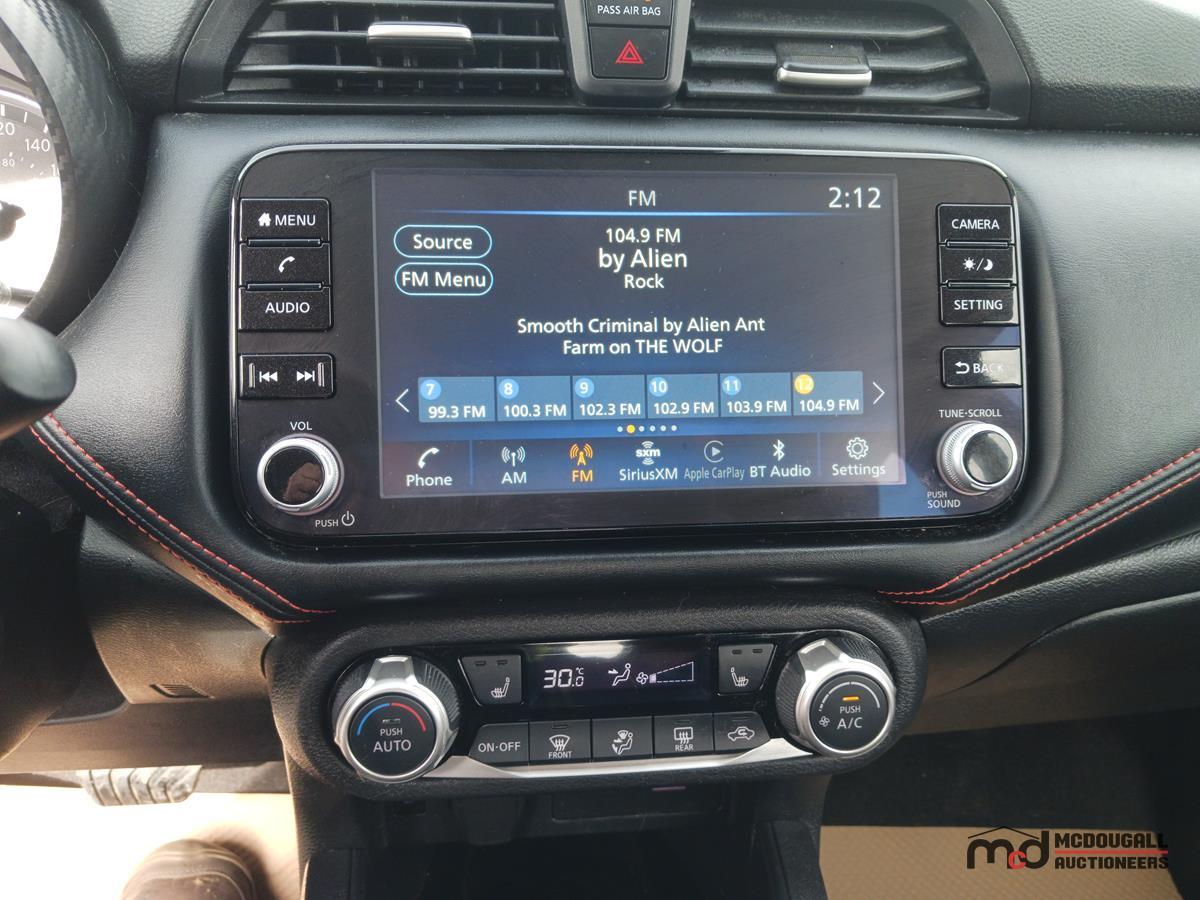 PASS AIR BAG
20
140
80
1
FM
2:12
MENU
CAMERA
Source
104.9 FM
by Alien
Rock
FM Menu
AUDIO
SETTING
Smooth Criminal by Alien Ant
Farm on THE WOLF
BACK
7 8 9 10 11 12
99.3 FM 100.3 FM 102.3 FM 102.9 FM 103.9 FM 104.9 FM
VOL
TUNE·SCROLL
Phone AM FM sxm SiriusXM Apple CarPlay BT Audio Settings
PUSH
PUSH
SOUND
30.0 °C
PUSH
AUTO
ON·OFF
FRONT
REAR
PUSH
A/C
mcd MCDOUGALL
AUCTIONEERS